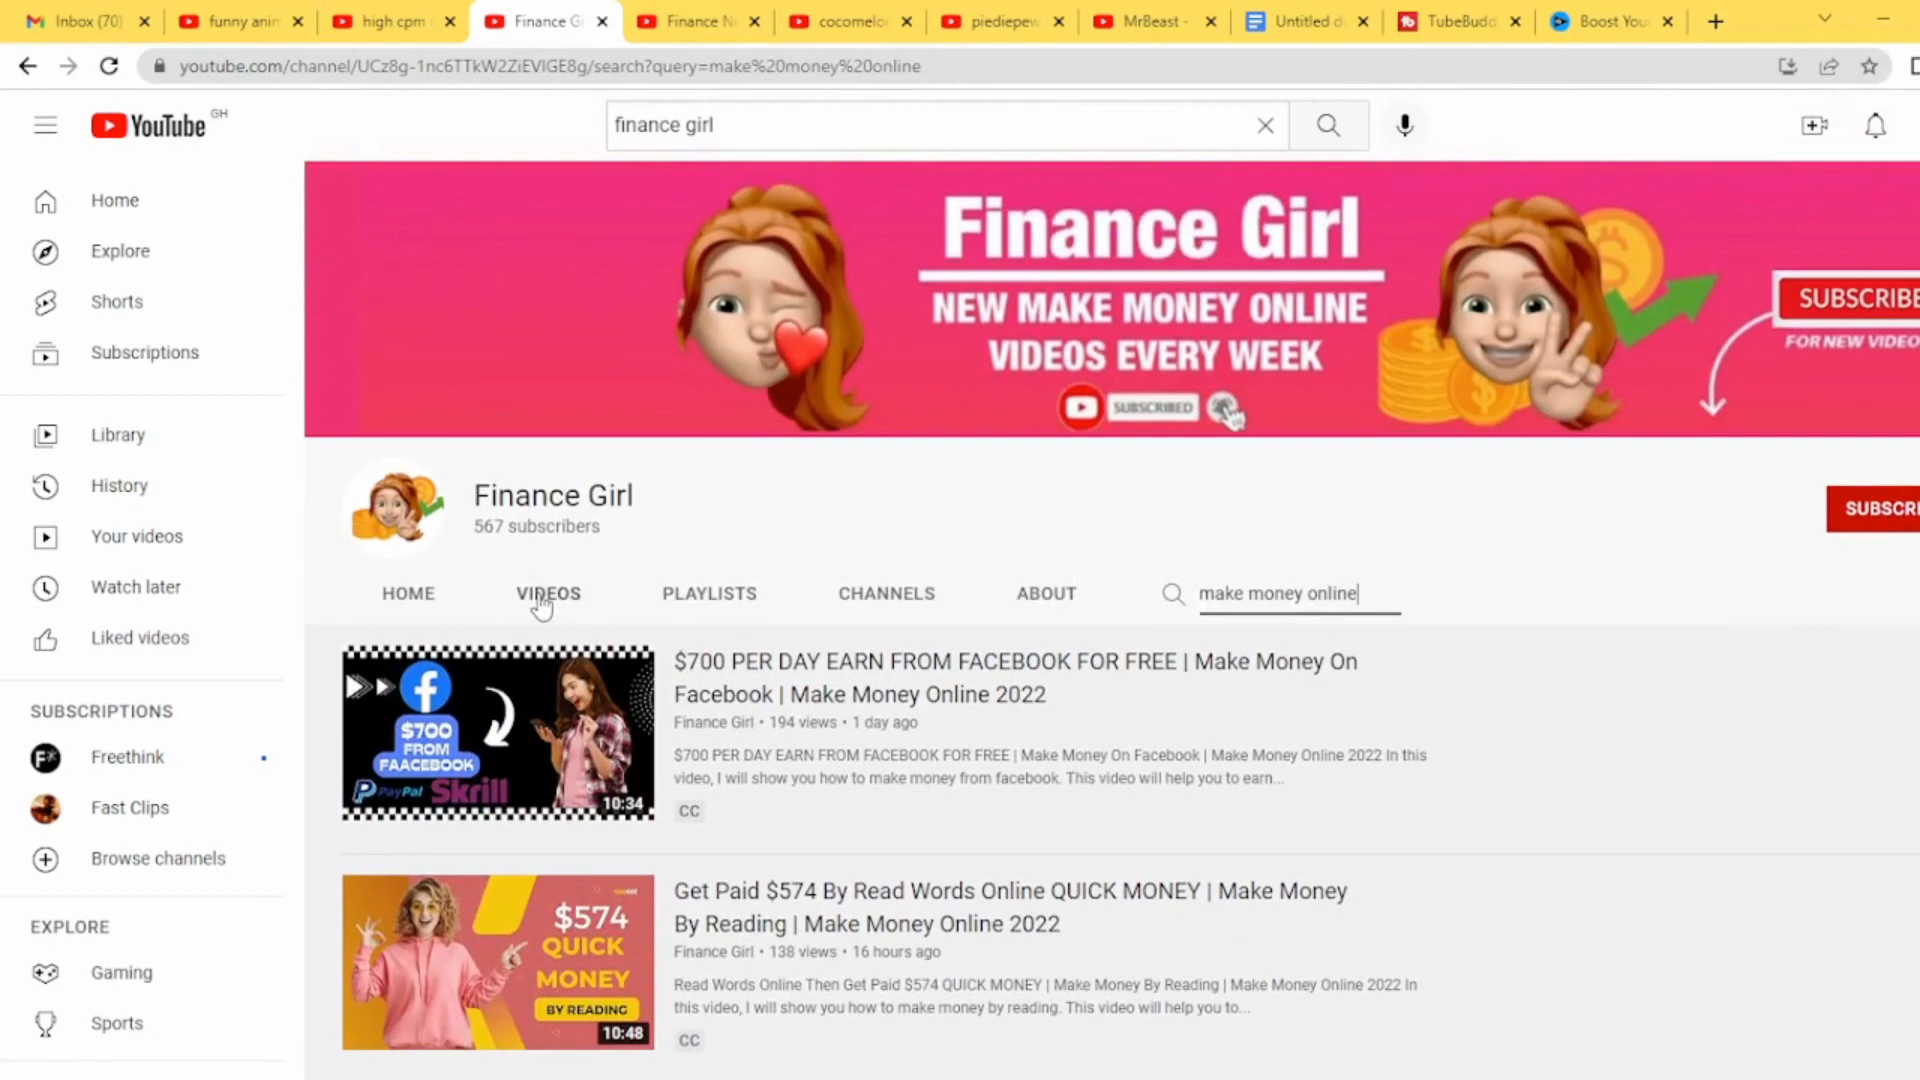 Inbox (70)
funny anim
high cpm
Finance Gi
Finance N
cocomelo
piediepew
MrBeast -
Untitled d
TubeBudd
Boost You
youtube.com/channel/UCz8g-1nc6TTkW2ZiEVIGE8g/search?query=make%20money%20online
YouTube GH
finance girl
Home
Explore
Shorts
Subscriptions
Library
History
Your videos
Watch later
Liked videos
SUBSCRIPTIONS
Freethink
Fast Clips
Browse channels
EXPLORE
Gaming
Sports
Finance Girl
NEW MAKE MONEY ONLINE
VIDEOS EVERY WEEK
SUBSCRIBED
SUBSCRIBE
FOR NEW VIDEO
Finance Girl
567 subscribers
SUBSCRI
HOME
VIDEOS
PLAYLISTS
CHANNELS
ABOUT
make money online
$700
FROM
FAACEBOOK
PayPal Skrill
10:34
$700 PER DAY EARN FROM FACEBOOK FOR FREE | Make Money On
Facebook | Make Money Online 2022
Finance Girl • 194 views • 1 day ago
$700 PER DAY EARN FROM FACEBOOK FOR FREE | Make Money On Facebook | Make Money Online 2022 In this
video, I will show you how to make money from facebook. This video will help you to earn...
CC
$574
QUICK
MONEY
BY READING
10:48
Get Paid $574 By Read Words Online QUICK MONEY | Make Money
By Reading | Make Money Online 2022
Finance Girl • 138 views • 16 hours ago
Read Words Online Then Get Paid $574 QUICK MONEY | Make Money By Reading | Make Money Online 2022 In
this video, I will show you how to make money by reading. This video will help you to...
CC